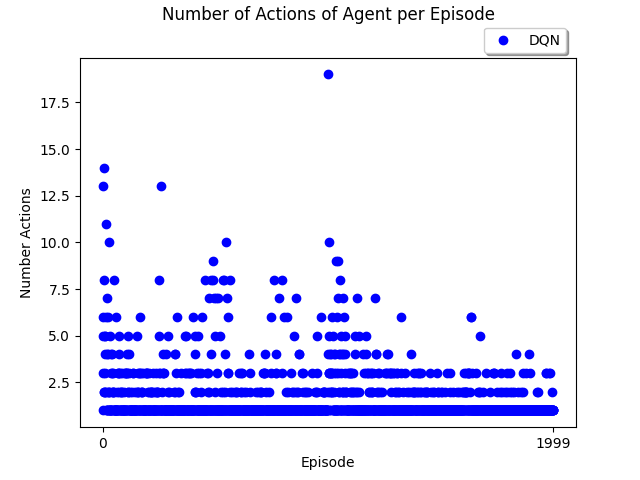 Number of Actions of Agent per Episode
DQN
17.5
15.0
12.5
10.0
7.5
5.0
2.5
Number Actions
0
1999
Episode